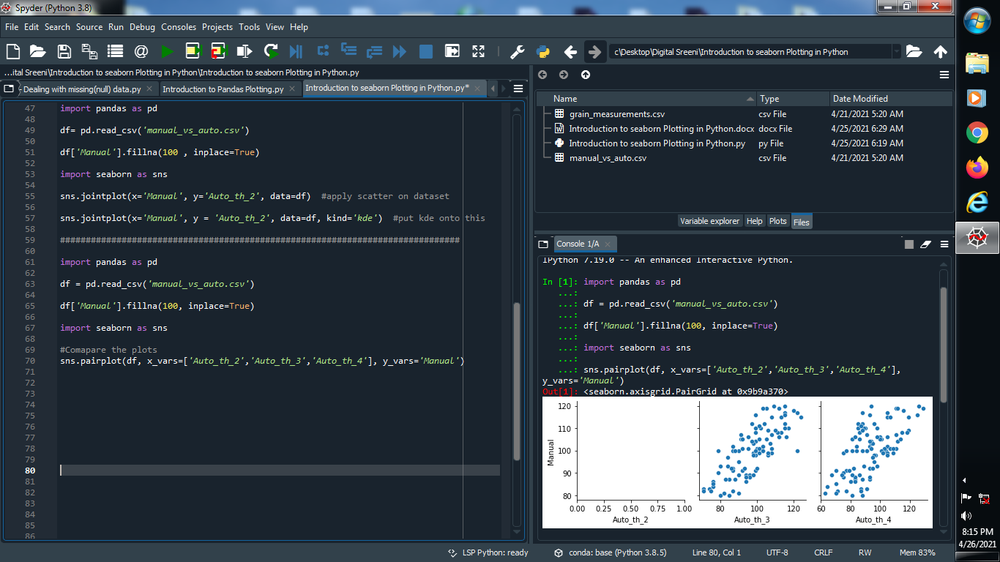 Spyder (Python 3.8)
File Edit Search Source Run Debug Consoles Projects Tools View Help
c\Desktop\Digital Sreeni\Introduction to seaborn Plotting in Python
...ital Sreeni\Introduction to seaborn Plotting in Python\Introduction to seaborn Plotting in Python.py
- Dealing with missing(null) data.py Introduction to Pandas Plotting.py Introduction to seaborn Plotting in Python.py*
47 import pandas as pd
48
49 df= pd.read_csv('manual_vs_auto.csv')
50
51 df['Manual'].fillna(100 , inplace=True)
52
53 import seaborn as sns
54
55 sns.jointplot(x='Manual', y='Auto_th_2', data=df) #apply scatter on dataset
56
57 sns.jointplot(x='Manual', y = 'Auto_th_2', data=df, kind='kde') #put kde onto this
58
59 ##############################################################################
60
61 import pandas as pd
62
63 df = pd.read_csv('manual_vs_auto.csv')
64
65 df['Manual'].fillna(100, inplace=True)
66
67 import seaborn as sns
68
69 #Comapare the plots
70 sns.pairplot(df, x_vars=['Auto_th_2','Auto_th_3','Auto_th_4'], y_vars='Manual')
71
72
73
74
75
76
77
78
79
80
81
82
83
84
85
86
Name Type Date Modified
grain_measurements.csv csv File 4/21/2021 5:20 AM
Introduction to seaborn Plotting in Python.docx docx File 4/25/2021 6:29 AM
Introduction to seaborn Plotting in Python.py py File 4/25/2021 6:19 AM
manual_vs_auto.csv csv File 4/21/2021 5:20 AM
Variable explorer Help Plots Files
Console 1/A
IPython 7.19.0 -- An enhanced Interactive Python.
In [1]: import pandas as pd
...:
...: df = pd.read_csv('manual_vs_auto.csv')
...:
...: df['Manual'].fillna(100, inplace=True)
...:
...: import seaborn as sns
...:
...: sns.pairplot(df, x_vars=['Auto_th_2','Auto_th_3','Auto_th_4'],
y_vars='Manual')
Out[1]: <seaborn.axisgrid.PairGrid at 0x9b9a370>
120
110
100
90
80
Manual
0.00 0.25 0.50 0.75 1.00 80 100 120 60 80 100 120
Auto_th_2 Auto_th_3 Auto_th_4
LSP Python: ready conda: base (Python 3.8.5) Line 80, Col 1 UTF-8 CRLF RW Mem 83%
8:15 PM
4/26/2021